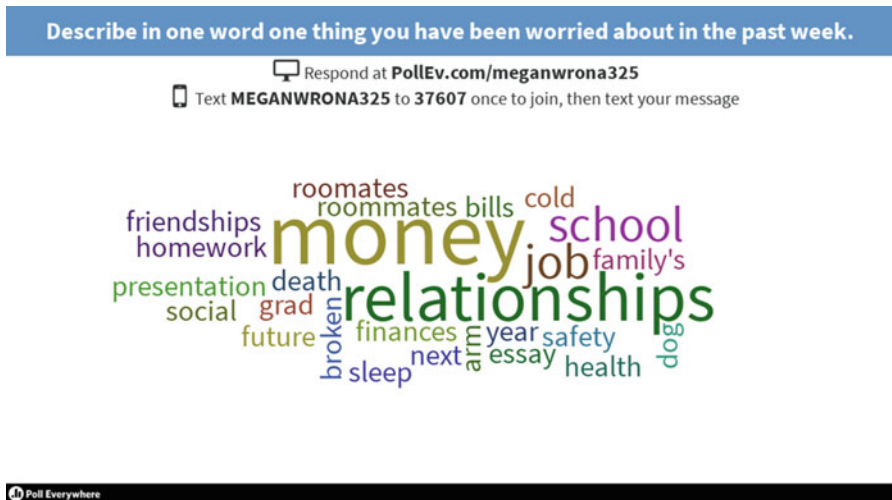 Describe in one word one thing you have been worried about in the past week.
Respond at PollEv.com/meganwrona325
Text MEGANWRONA325 to 37607 once to join, then text your message
roomates
roommates bills cold
friendships money school
homework job family's
presentation death relationships
social grad
future broken finances arm year safety dog
next essay
sleep health
Poll Everywhere